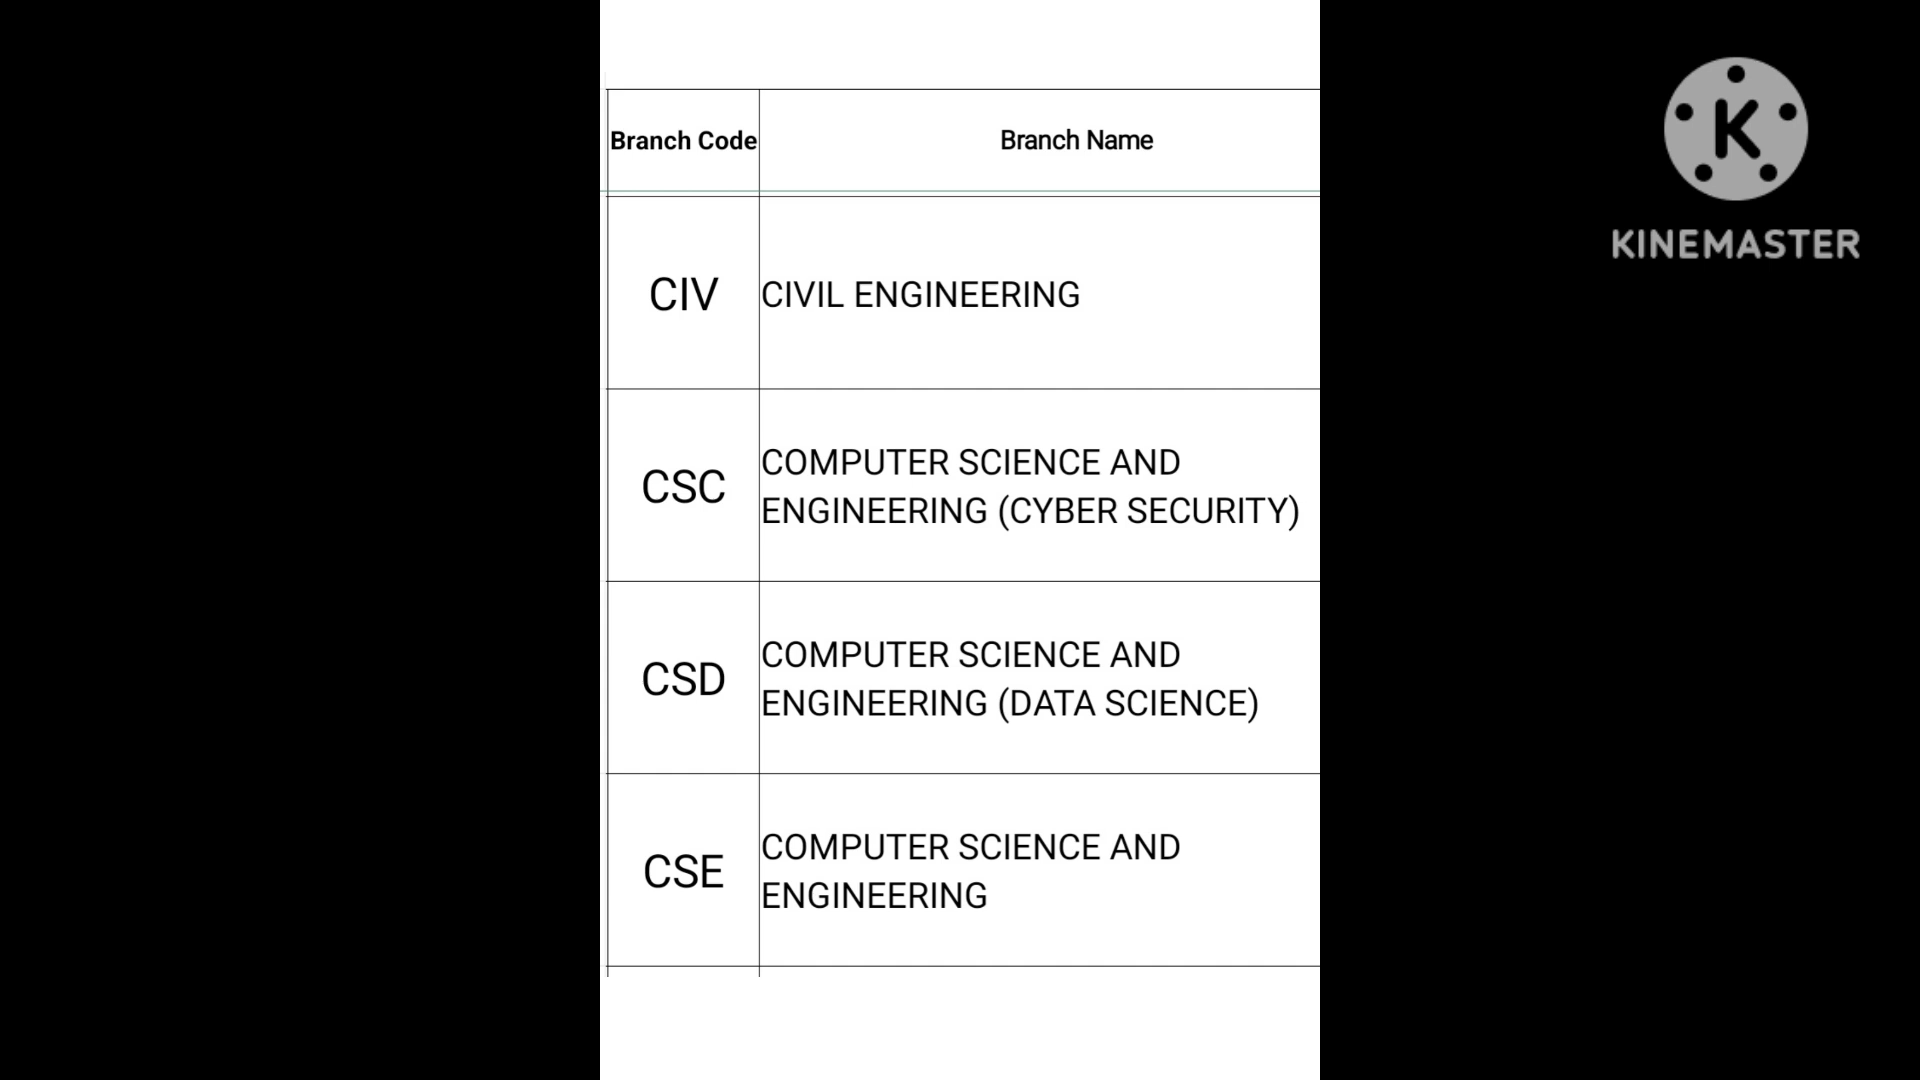 Branch Code Branch Name
CIV CIVIL ENGINEERING
CSC COMPUTER SCIENCE AND
ENGINEERING (CYBER SECURITY)
CSD COMPUTER SCIENCE AND
ENGINEERING (DATA SCIENCE)
CSE COMPUTER SCIENCE AND
ENGINEERING
K
KINEMASTER